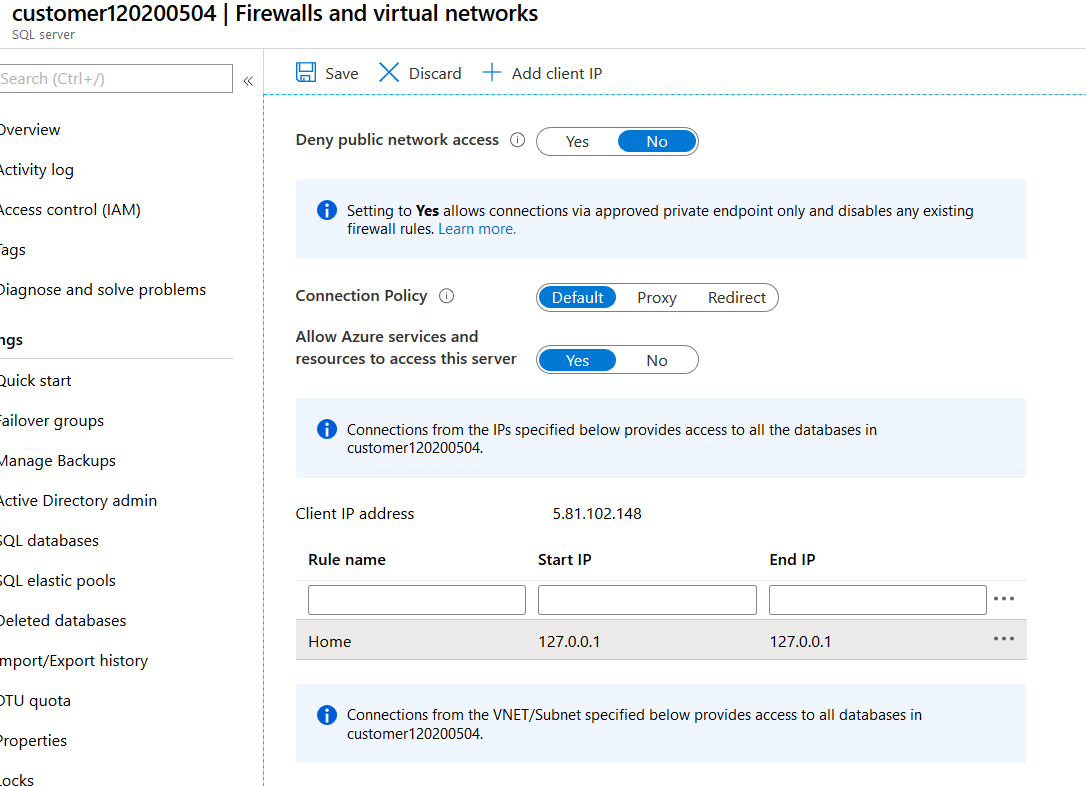 customer120200504 | Firewalls and virtual networks
SQL server
Search (Ctrl+/)
«
Save
Discard
Add client IP
Overview
Activity log
Access control (IAM)
Tags
Diagnose and solve problems
ngs
Quick start
Failover groups
Manage Backups
Active Directory admin
SQL databases
SQL elastic pools
Deleted databases
Import/Export history
DTU quota
Properties
Locks
Deny public network access
Yes
No
Setting to Yes allows connections via approved private endpoint only and disables any existing
firewall rules. Learn more.
Connection Policy
Default
Proxy
Redirect
Allow Azure services and
resources to access this server
Yes
No
Connections from the IPs specified below provides access to all the databases in
customer120200504.
Client IP address
5.81.102.148
Rule name
Start IP
End IP
Home
127.0.0.1
127.0.0.1
Connections from the VNET/Subnet specified below provides access to all databases in
customer120200504.